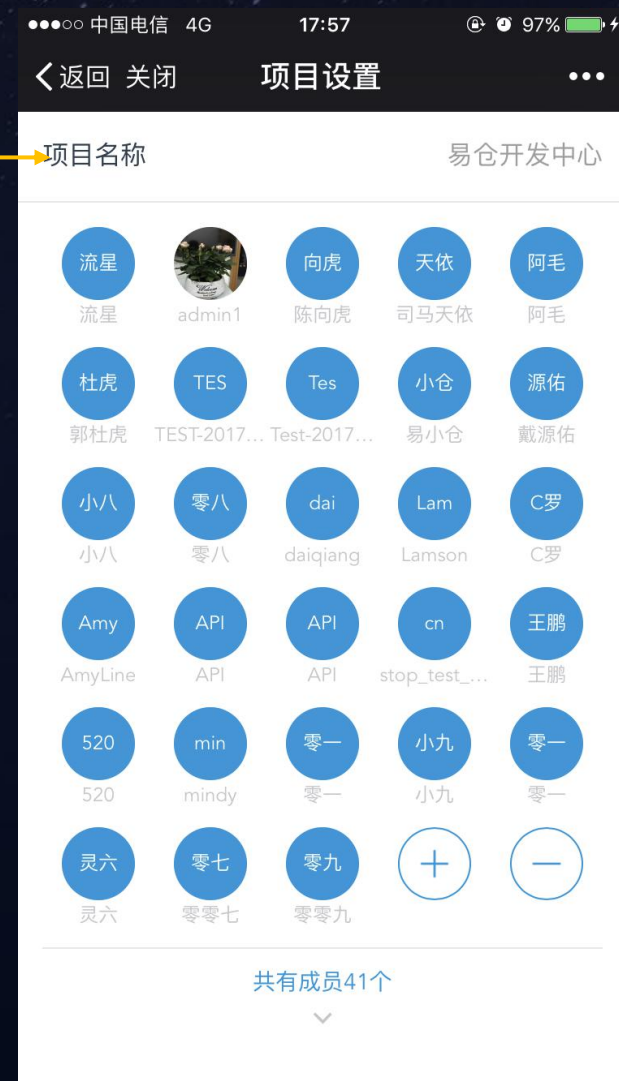 中国电信 4G 17:57 97%
返回 关闭 项目设置
项目名称 易仓开发中心
流星 向虎 天依 阿毛
流星 admin1 陈向虎 司马天依 阿毛
杜虎 TES Tes 小仓 源佑
郭杜虎 TEST-2017... Test-2017... 易小仓 戴源佑
小八 零八 dai Lam C罗
小八 零八 daiqiang Lamson C罗
Amy API API cn 王鹏
AmyLine API API stop_test_... 王鹏
520 min 零一 小九 零一
520 mindy 零一 小九 零一
灵六 零七 零九
灵六 零零七 零零九
共有成员41个